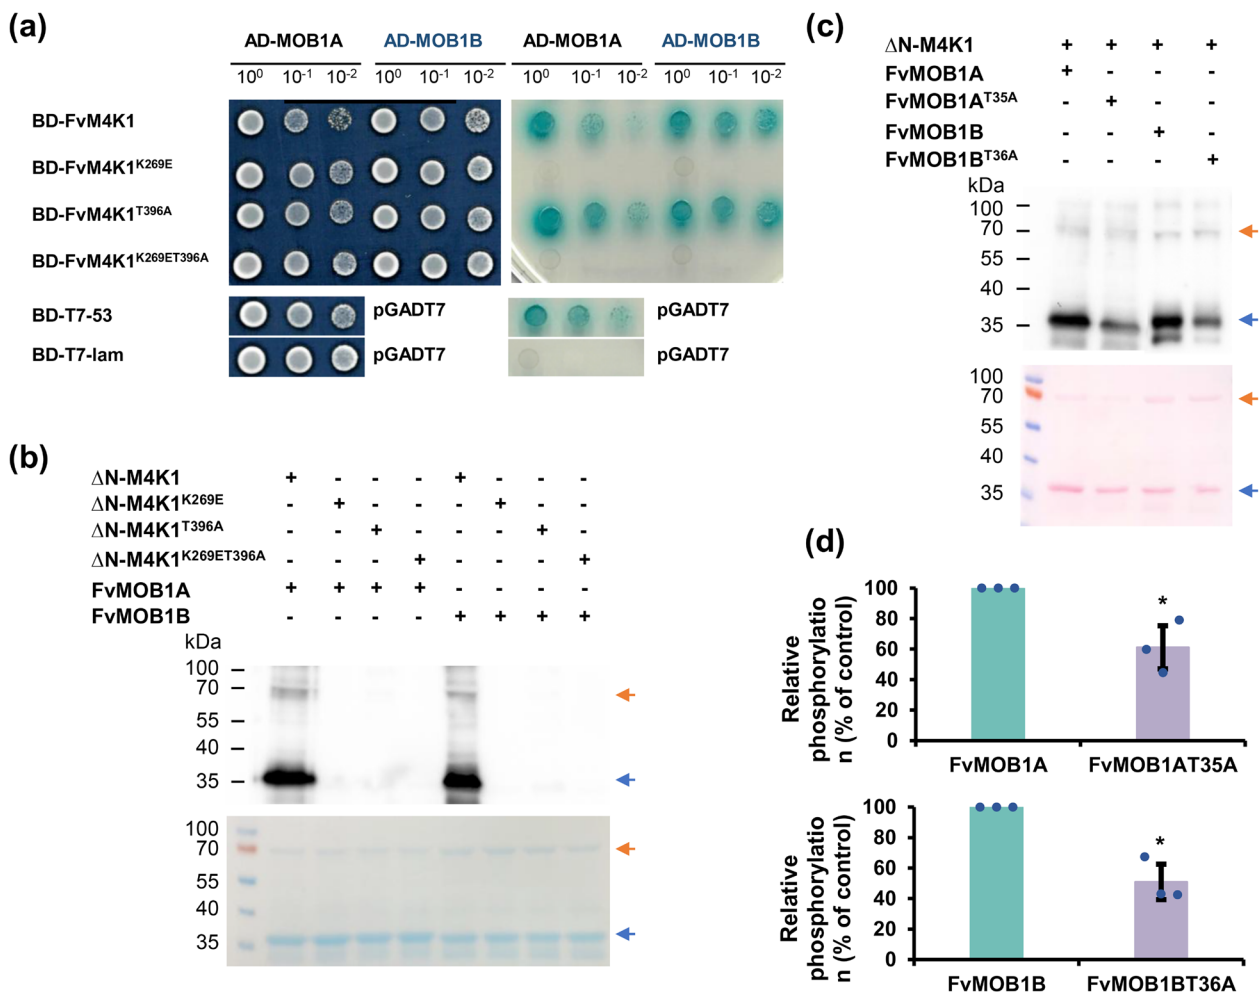 (a)
AD-MOB1A AD-MOB1B AD-MOB1A AD-MOB1B
10⁰ 10⁻¹ 10⁻² 10⁰ 10⁻¹ 10⁻² 10⁰ 10⁻¹ 10⁻² 10⁰ 10⁻¹ 10⁻²
BD-FvM4K1
BD-FvM4K1ᴷ²⁶⁹ᴱ
BD-FvM4K1ᵀ³⁹⁶ᴬ
BD-FvM4K1ᴷ²⁶⁹ᴱᵀ³⁹⁶ᴬ
BD-T7-53 pGADT7 pGADT7
BD-T7-lam pGADT7 pGADT7
(b)
ΔN-M4K1 + - - - + - - -
ΔN-M4K1ᴷ²⁶⁹ᴱ - + - - - + - -
ΔN-M4K1ᵀ³⁹⁶ᴬ - - + - - - + -
ΔN-M4K1ᴷ²⁶⁹ᴱᵀ³⁹⁶ᴬ - - - + - - - +
FvMOB1A + + + + - - - -
FvMOB1B - - - - + + + +
kDa
100
70
55
40
35
100
70
55
40
35
(c)
ΔN-M4K1 + + + +
FvMOB1A + - - -
FvMOB1Aᵀ³⁵ᴬ - + - -
FvMOB1B - - + -
FvMOB1Bᵀ³⁶ᴬ - - - +
kDa
100
70
55
40
35
100
70
55
40
35
(d)
Relative
phosphorylatio
n (% of control)
100
80
60
40
20
0
*
FvMOB1A FvMOB1AT35A
Relative
phosphorylatio
n (% of control)
100
80
60
40
20
0
*
FvMOB1B FvMOB1BT36A